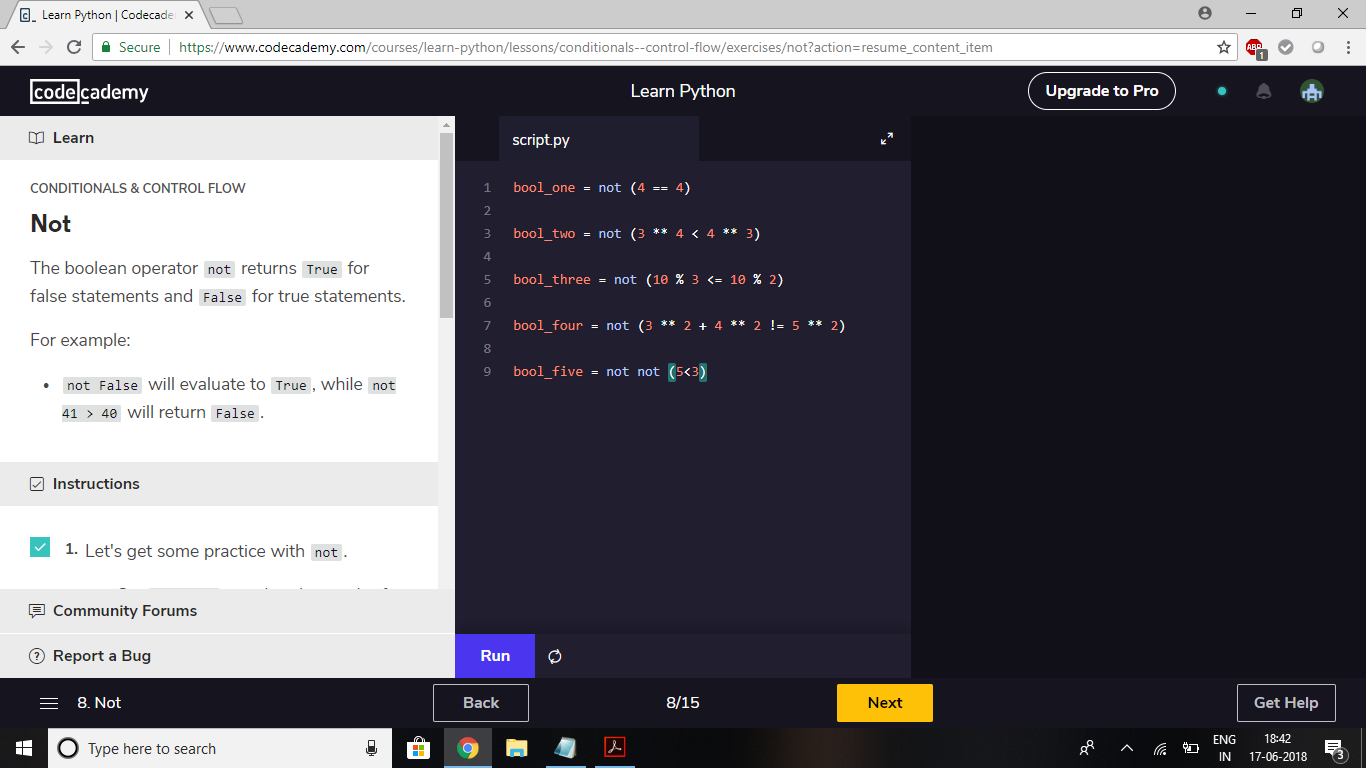 Learn Python | Codecade
Secure
https://www.codecademy.com/courses/learn-python/lessons/conditionals--control-flow/exercises/not?action=resume_content_item
ABP
1
codecademy
Learn Python
Upgrade to Pro
Learn
CONDITIONALS & CONTROL FLOW
Not
The boolean operator not returns True for
false statements and False for true statements.
For example:
• not False will evaluate to True , while not
41 > 40 will return False .
Instructions
1. Let's get some practice with not .
Community Forums
Report a Bug
script.py
1 bool_one = not (4 == 4)
2
3 bool_two = not (3 ** 4 < 4 ** 3)
4
5 bool_three = not (10 % 3 <= 10 % 2)
6
7 bool_four = not (3 ** 2 + 4 ** 2 != 5 ** 2)
8
9 bool_five = not not (5<3)
Run
8. Not
Back
8/15
Next
Get Help
Type here to search
ENG
IN
18:42
17-06-2018
3